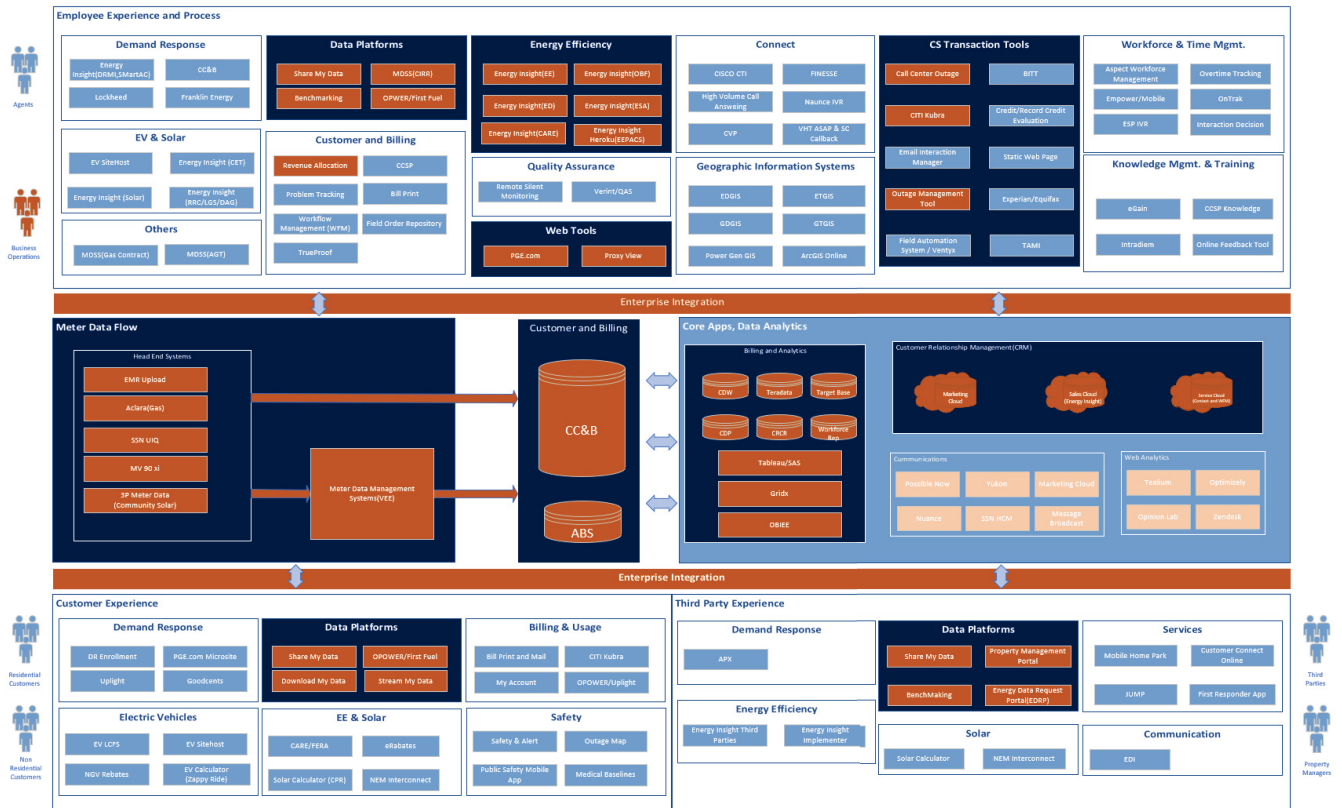 Employee Experience and Process
Agents
Business
Operations
Demand Response
Energy
Insight(DRMI,SMartAC)
CC&B
Lockheed
Franklin Energy
EV & Solar
EV SiteHost
Energy Insight (CET)
Energy Insight (Solar)
Energy Insight
(RRC/LGS/DAG)
Others
MDSS(Gas Contract)
MDSS(AGT)
Data Platforms
Share My Data
MDSS(CIRR)
Benchmarking
OPOWER/First Fuel
Customer and Billing
Revenue Allocation
CCSP
Problem Tracking
Bill Print
Workflow
Management (WFM)
Field Order Repository
TrueProof
Energy Efficiency
Energy Insight(EE)
Energy Insight(OBF)
Energy Insight(ED)
Energy Insight(ESA)
Energy Insight(CARE)
Energy Insight
Heroku(EEPACS)
Quality Assurance
Remote Silent
Monitoring
Verint/QAS
Web Tools
PGE.com
Proxy View
Connect
CISCO CTI
FINESSE
High Volume Call
Answeing
Naunce IVR
CVP
VHT ASAP & SC
Callback
Geographic Information Systems
EDGIS
ETGIS
GDGIS
GTGIS
Power Gen GIS
ArcGIS Online
CS Transaction Tools
Call Center Outage
BITT
CITI Kubra
Credit/Record Credit
Evaluation
Email Interaction
Manager
Static Web Page
Outage Management
Tool
Experian/Equifax
Field Automation
System / Ventyx
TAMI
Workforce & Time Mgmt.
Aspect Workforce
Management
Overtime Tracking
Empower/Mobile
OnTrak
ESP IVR
Interaction Decision
Knowledge Mgmt. & Training
eGain
CCSP Knowledge
Intradiem
Online Feedback Tool
Enterprise Integration
Meter Data Flow
Head End Systems
EMR Upload
Aclara(Gas)
SSN UIQ
MV 90 xi
3P Meter Data
(Community Solar)
Meter Data Management
Systems(VEE)
Customer and Billing
CC&B
ABS
Core Apps, Data Analytics
Billing and Analytics
CDW
Teradata
Target Base
CDP
CRCR
Workforce
Rep
Tableau/SAS
Gridx
OBIEE
Customer Relationship Management(CRM)
Marketing
Cloud
Sales Cloud
(Energy Insight)
Service Cloud
(Contact and WFM)
Communications
Possible Now
Yukon
Marketing Cloud
Nuance
SSN HCM
Message
Broadcast
Web Analytics
Tealium
Optimizely
Opinion Lab
Zendesk
Enterprise Integration
Residential
Customers
Non
Residential
Customers
Customer Experience
Demand Response
DR Enrollment
PGE.com Microsite
Uplight
Goodcents
Electric Vehicles
EV LCFS
EV Sitehost
NGV Rebates
EV Calculator
(Zappy Ride)
Data Platforms
Share My Data
OPOWER/First Fuel
Download My Data
Stream My Data
EE & Solar
CARE/FERA
eRabates
Solar Calculator (CPR)
NEM Interconnect
Billing & Usage
Bill Print and Mail
CITI Kubra
My Account
OPOWER/Uplight
Safety
Safety & Alert
Outage Map
Public Safety Mobile
App
Medical Baselines
Third Party Experience
Demand Response
APX
Energy Efficiency
Energy Insight Third
Parties
Energy Insight
Implementer
Data Platforms
Share My Data
Property Management
Portal
BenchMaking
Energy Data Request
Portal(EDRP)
Solar
Solar Calculator
NEM Interconnect
Services
Mobile Home Park
Customer Connect
Online
JUMP
First Responder App
Communication
EDI
Third
Parties
Property
Managers